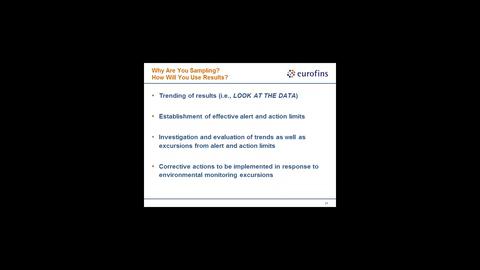 Why Are You Sampling?
How Will You Use Results?
eurofins
• Trending of results (i.e., LOOK AT THE DATA)
• Establishment of effective alert and action limits
• Investigation and evaluation of trends as well as
excursions from alert and action limits
• Corrective actions to be implemented in response to
environmental monitoring excursions